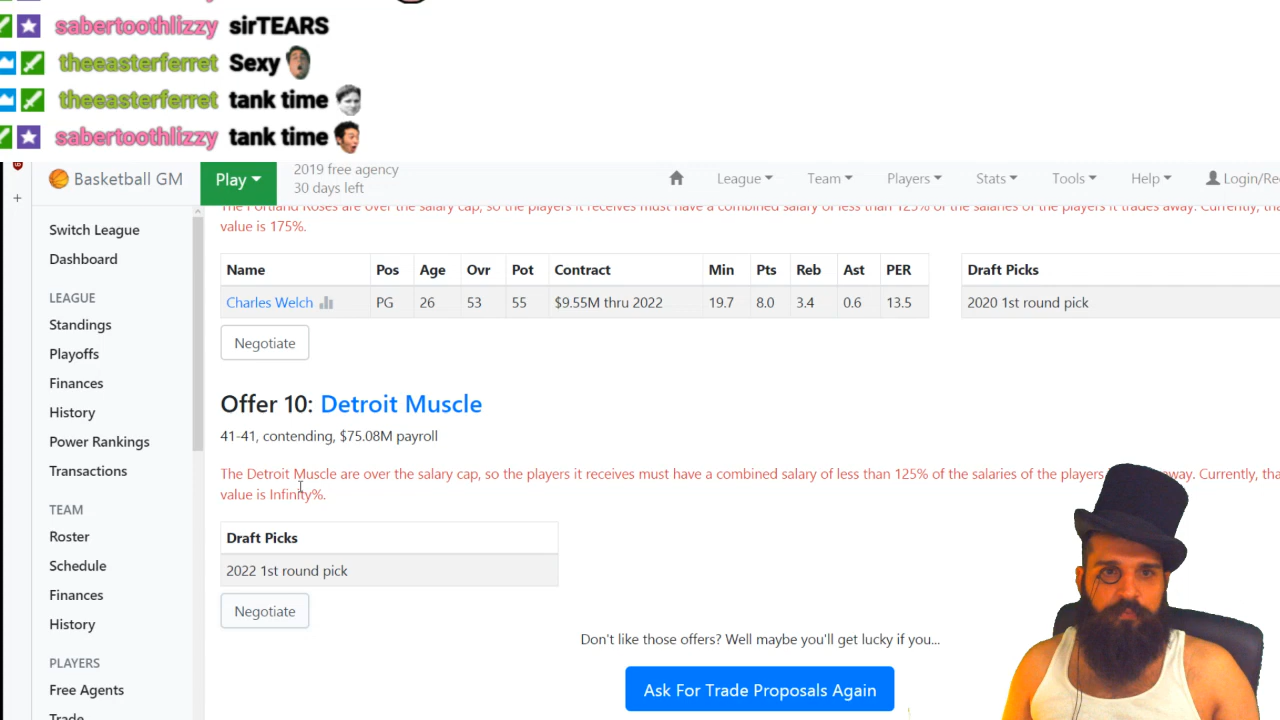 sabertoothlizzy sirTEARS
theeasterferret Sexy
theeasterferret tank time
sabertoothlizzy tank time
Basketball GM
Play
2019 free agency
30 days left
League
Team
Players
Stats
Tools
Help
Login/Re
Switch League
Dashboard
LEAGUE
Standings
Playoffs
Finances
History
Power Rankings
Transactions
TEAM
Roster
Schedule
Finances
History
PLAYERS
Free Agents
Trade
The Portland Roses are over the salary cap, so the players it receives must have a combined salary of less than 125% of the salaries of the players it trades away. Currently, tha
value is 175%.
Name Pos Age Ovr Pot Contract Min Pts Reb Ast PER
Charles Welch PG 26 53 55 $9.55M thru 2022 19.7 8.0 3.4 0.6 13.5
Draft Picks
2020 1st round pick
Negotiate
Offer 10: Detroit Muscle
41-41, contending, $75.08M payroll
The Detroit Muscle are over the salary cap, so the players it receives must have a combined salary of less than 125% of the salaries of the players away. Currently, tha
value is Infinity%.
Draft Picks
2022 1st round pick
Negotiate
Don't like those offers? Well maybe you'll get lucky if you...
Ask For Trade Proposals Again